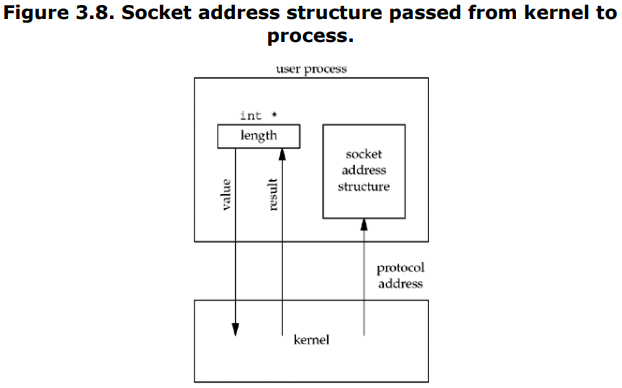 Figure 3.8. Socket address structure passed from kernel to
process.
user process
int *
length
socket
address
structure
value
result
protocol
address
kernel